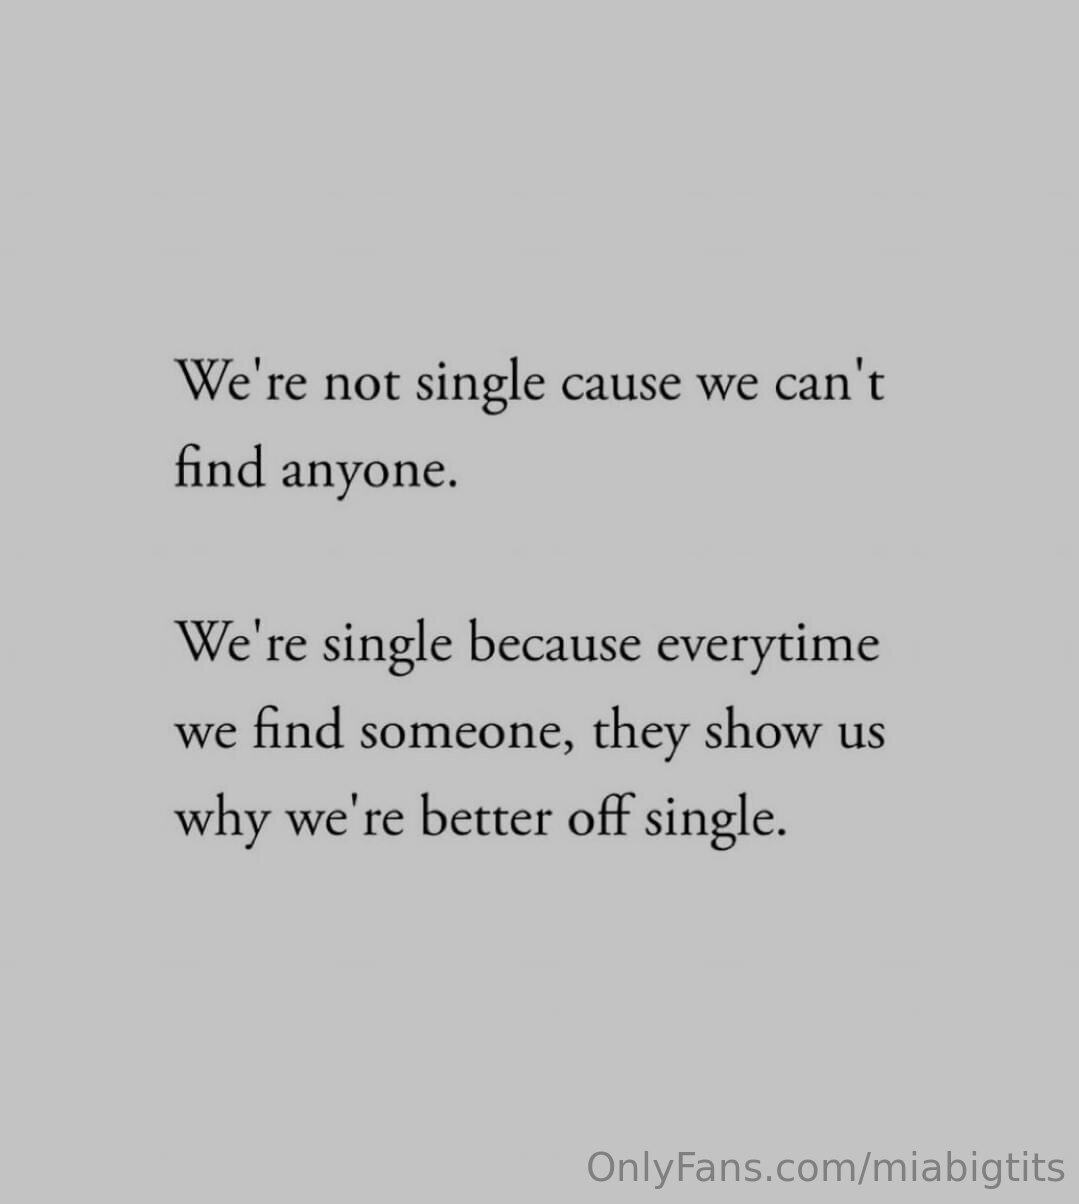 We're not single cause we can't
find anyone.
We're single because everytime
we find someone, they show us
why we're better off single.
OnlyFans.com/miabigtits